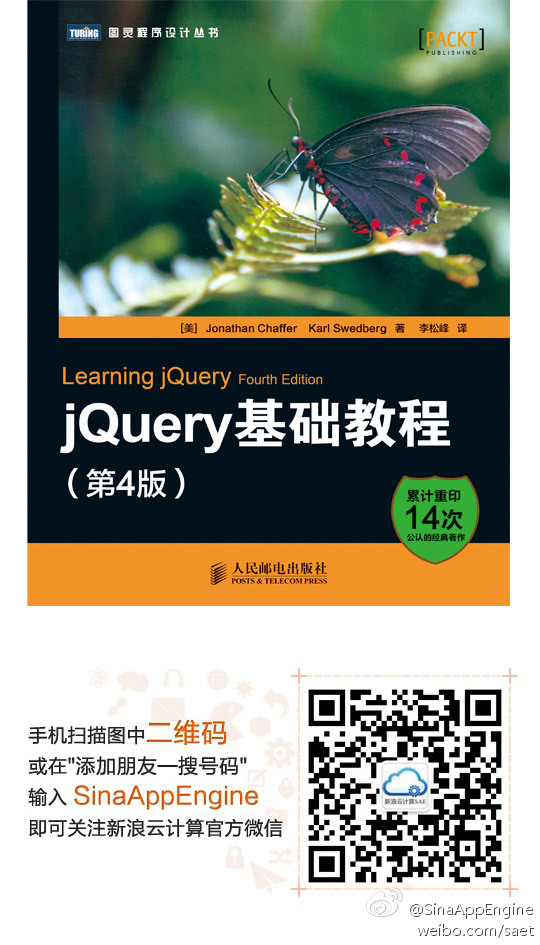 TURING 图灵程序设计丛书
[PACKT]
PUBLISHING
[美] Jonathan Chaffer Karl Swedberg 著 李松峰 译
Learning jQuery Fourth Edition
jQuery基础教程
（第4版）
累计重印
14次
公认的经典著作
人民邮电出版社
POSTS & TELECOM PRESS
手机扫描图中二维码
或在"添加朋友—搜号码"
输入 SinaAppEngine
即可关注新浪云计算官方微信
新浪云计算SAE
@SinaAppEngine
weibo.com/saet